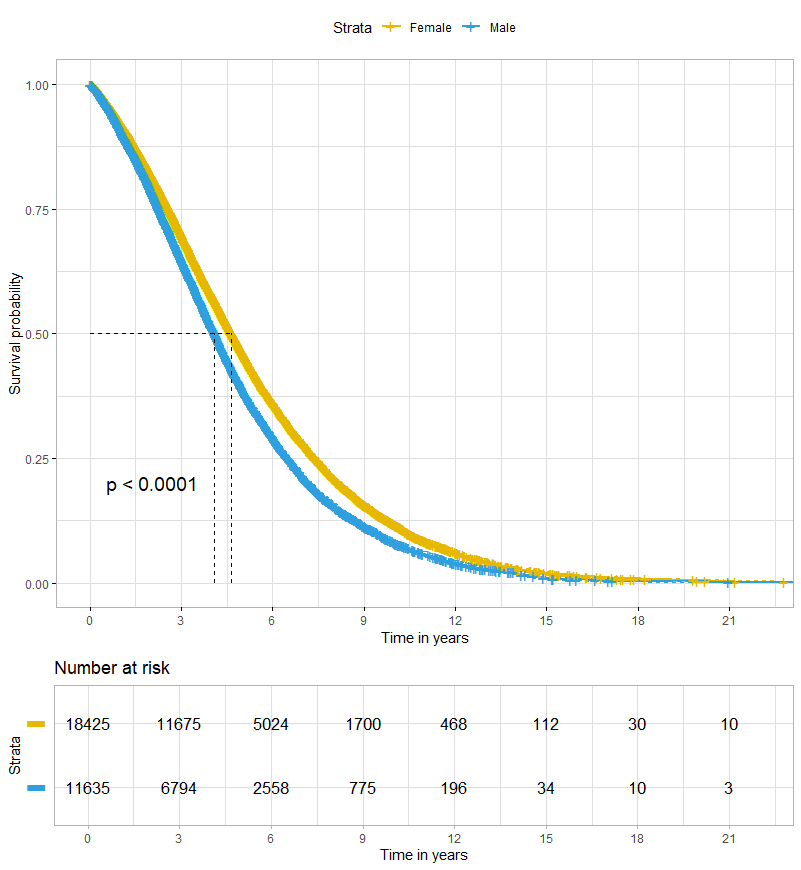 Strata Female Male
1.00
0.75
0.50
0.25
0.00
Survival probability
p < 0.0001
0 3 6 9 12 15 18 21
Time in years
Number at risk
Strata
18425 11675 5024 1700 468 112 30 10
11635 6794 2558 775 196 34 10 3
0 3 6 9 12 15 18 21
Time in years